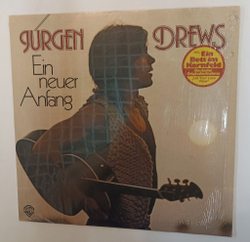 JÜRGEN DREWS
Ein
neuer
Anfang
Ein
Bett im
Kornfeld